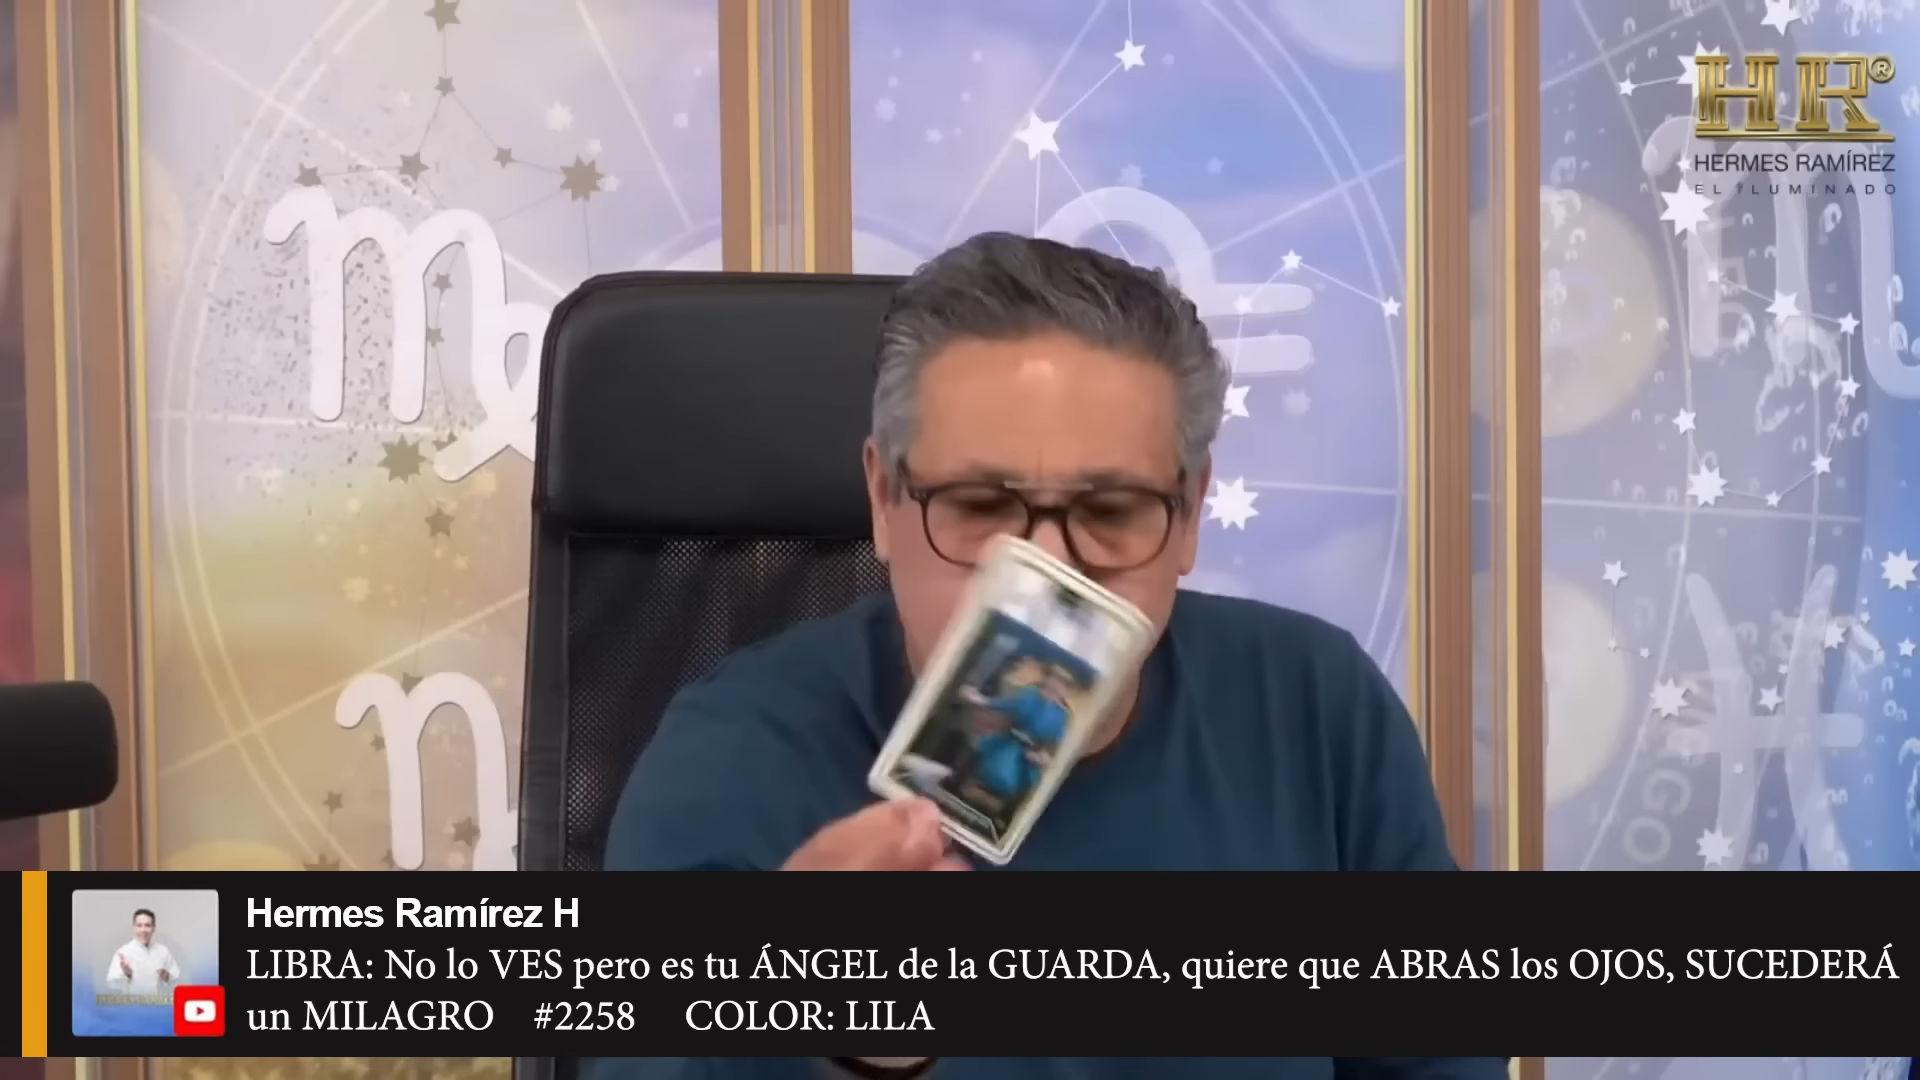 HR®
HERMES RAMÍREZ
EL ILUMINADO
Hermes Ramírez H
LIBRA: No lo VES pero es tu ÁNGEL de la GUARDA, quiere que ABRAS los OJOS, SUCEDERÁ
un MILAGRO #2258 COLOR: LILA